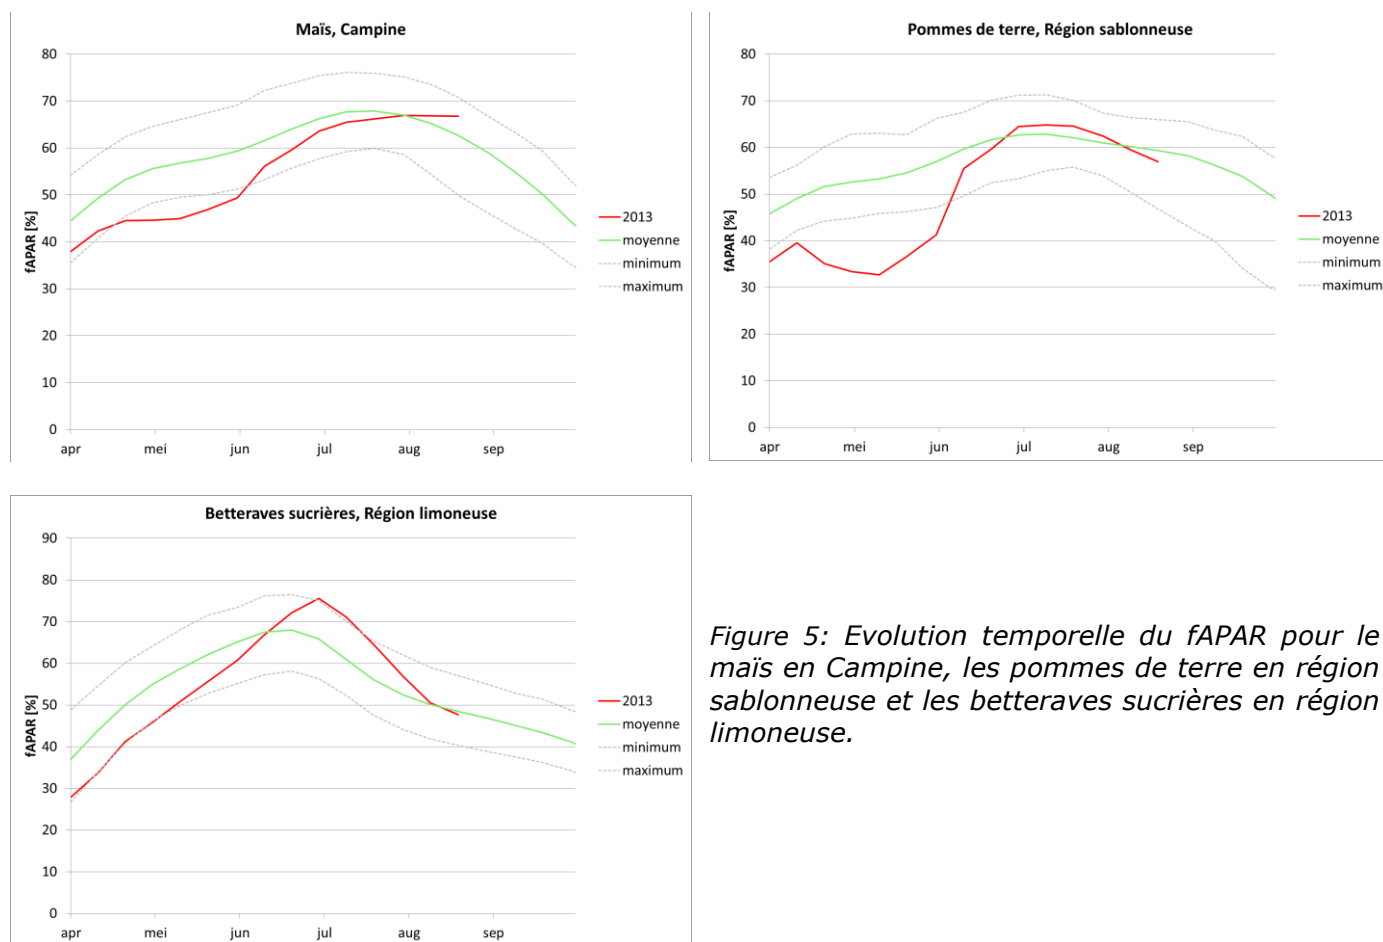 Maïs, Campine
80
70
60
50
40
30
20
10
0
fAPAR [%]
apr mei jun jul aug sep
2013
moyenne
minimum
maximum
Pommes de terre, Région sablonneuse
80
70
60
50
40
30
20
10
0
fAPAR [%]
apr mei jun jul aug sep
2013
moyenne
minimum
maximum
Betteraves sucrières, Région limoneuse
90
80
70
60
50
40
30
20
10
0
fAPAR [%]
apr mei jun jul aug sep
2013
moyenne
minimum
maximum
Figure 5: Evolution temporelle du fAPAR pour le
maïs en Campine, les pommes de terre en région
sablonneuse et les betteraves sucrières en région
limoneuse.